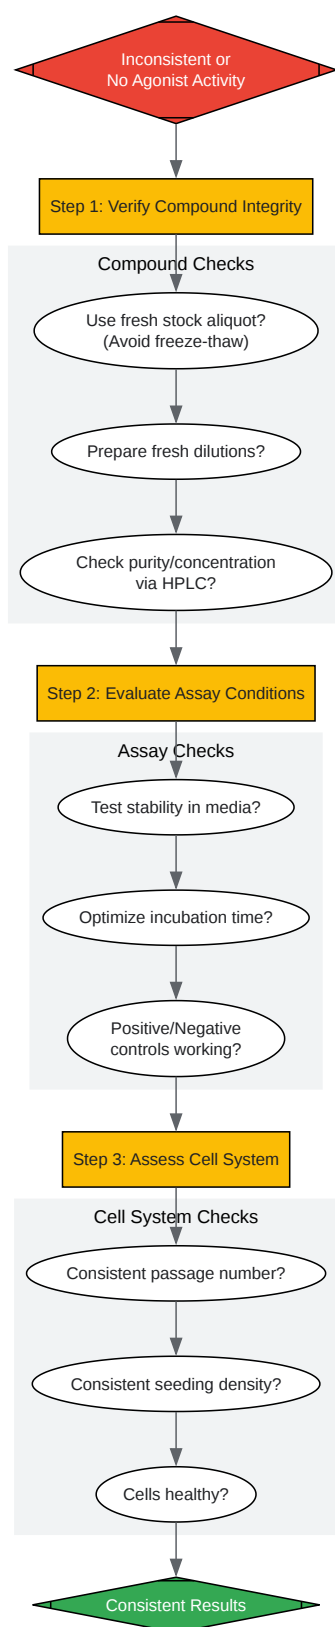 Inconsistent or
No Agonist Activity
Step 1: Verify Compound Integrity
Compound Checks
Use fresh stock aliquot?
(Avoid freeze-thaw)
Prepare fresh dilutions?
Check purity/concentration
via HPLC?
Step 2: Evaluate Assay Conditions
Assay Checks
Test stability in media?
Optimize incubation time?
Positive/Negative
controls working?
Step 3: Assess Cell System
Cell System Checks
Consistent passage number?
Consistent seeding density?
Cells healthy?
Consistent Results